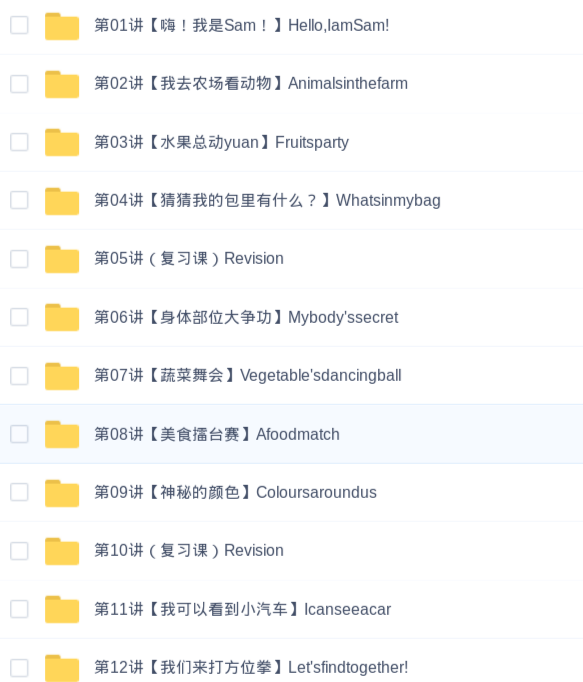 第01讲【嗨！我是Sam！】Hello,IamSam!
第02讲【我去农场看动物】Animalsinthefarm
第03讲【水果总动yuan】Fruitsparty
第04讲【猜猜我的包里有什么？】Whatsinmybag
第05讲（复习课）Revision
第06讲【身体部位大争功】Mybody'ssecret
第07讲【蔬菜舞会】Vegetable'sdancingball
第08讲【美食擂台赛】Afoodmatch
第09讲【神秘的颜色】Coloursaroundus
第10讲（复习课）Revision
第11讲【我可以看到小汽车】Icanseeacar
第12讲【我们来打方位拳】Let'sfindtogether!